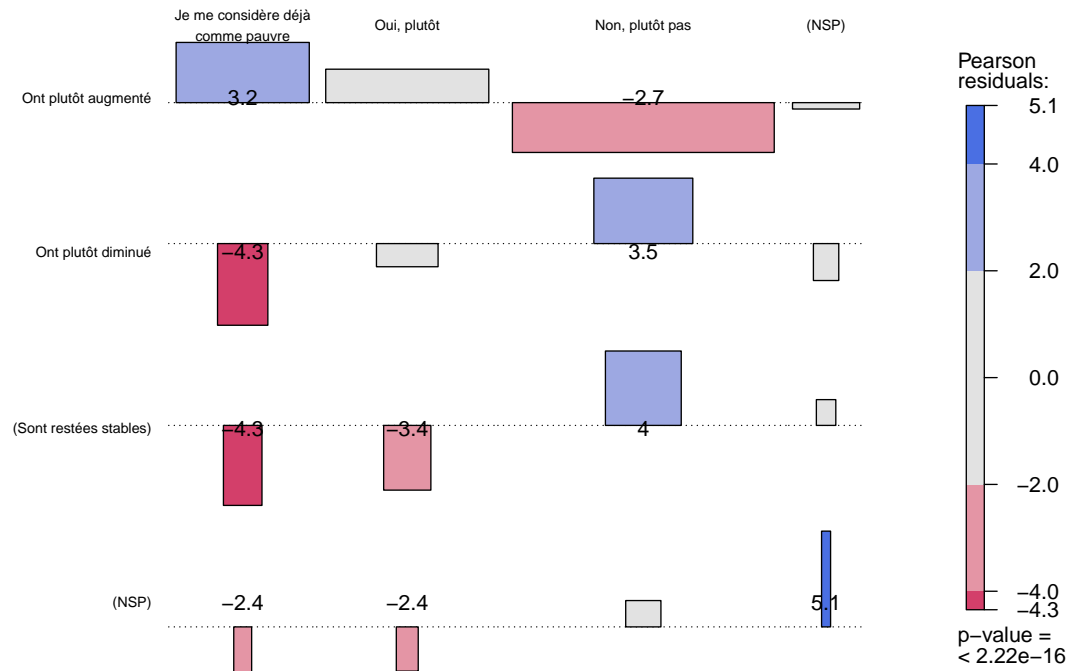 Je me considère déjà
comme pauvre
Oui, plutôt
Non, plutôt pas
(NSP)
Ont plutôt augmenté
3.2
−2.7
Ont plutôt diminué
−4.3
3.5
(Sont restées stables)
−4.3
−3.4
4
(NSP)
−2.4
−2.4
5.1
Pearson
residuals:
5.1
4.0
2.0
0.0
−2.0
−4.0
−4.3
p−value =
< 2.22e−16